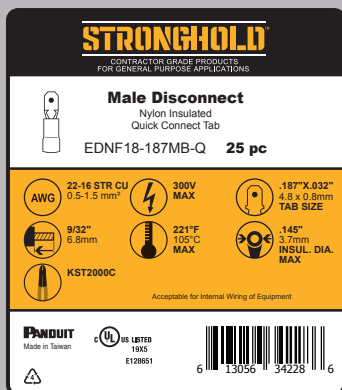 STRONGHOLD
CONTRACTOR GRADE PRODUCTS
FOR GENERAL PURPOSE APPLICATIONS
Male Disconnect
Nylon Insulated
Quick Connect Tab
EDNF18-187MB-Q 25 pc
AWG
22-16 STR CU
0.5-1.5 mm²
300V
MAX
.187"X.032"
4.8 x 0.8mm
TAB SIZE
9/32"
6.8mm
221°F
105°C
MAX
.145"
3.7mm
INSUL. DIA.
MAX
KST2000C
Acceptable for Internal Wiring of Equipment
PANDUIT
Made in Taiwan
C UL US LISTED
19X5
E128651
4
6 13056 34228 6